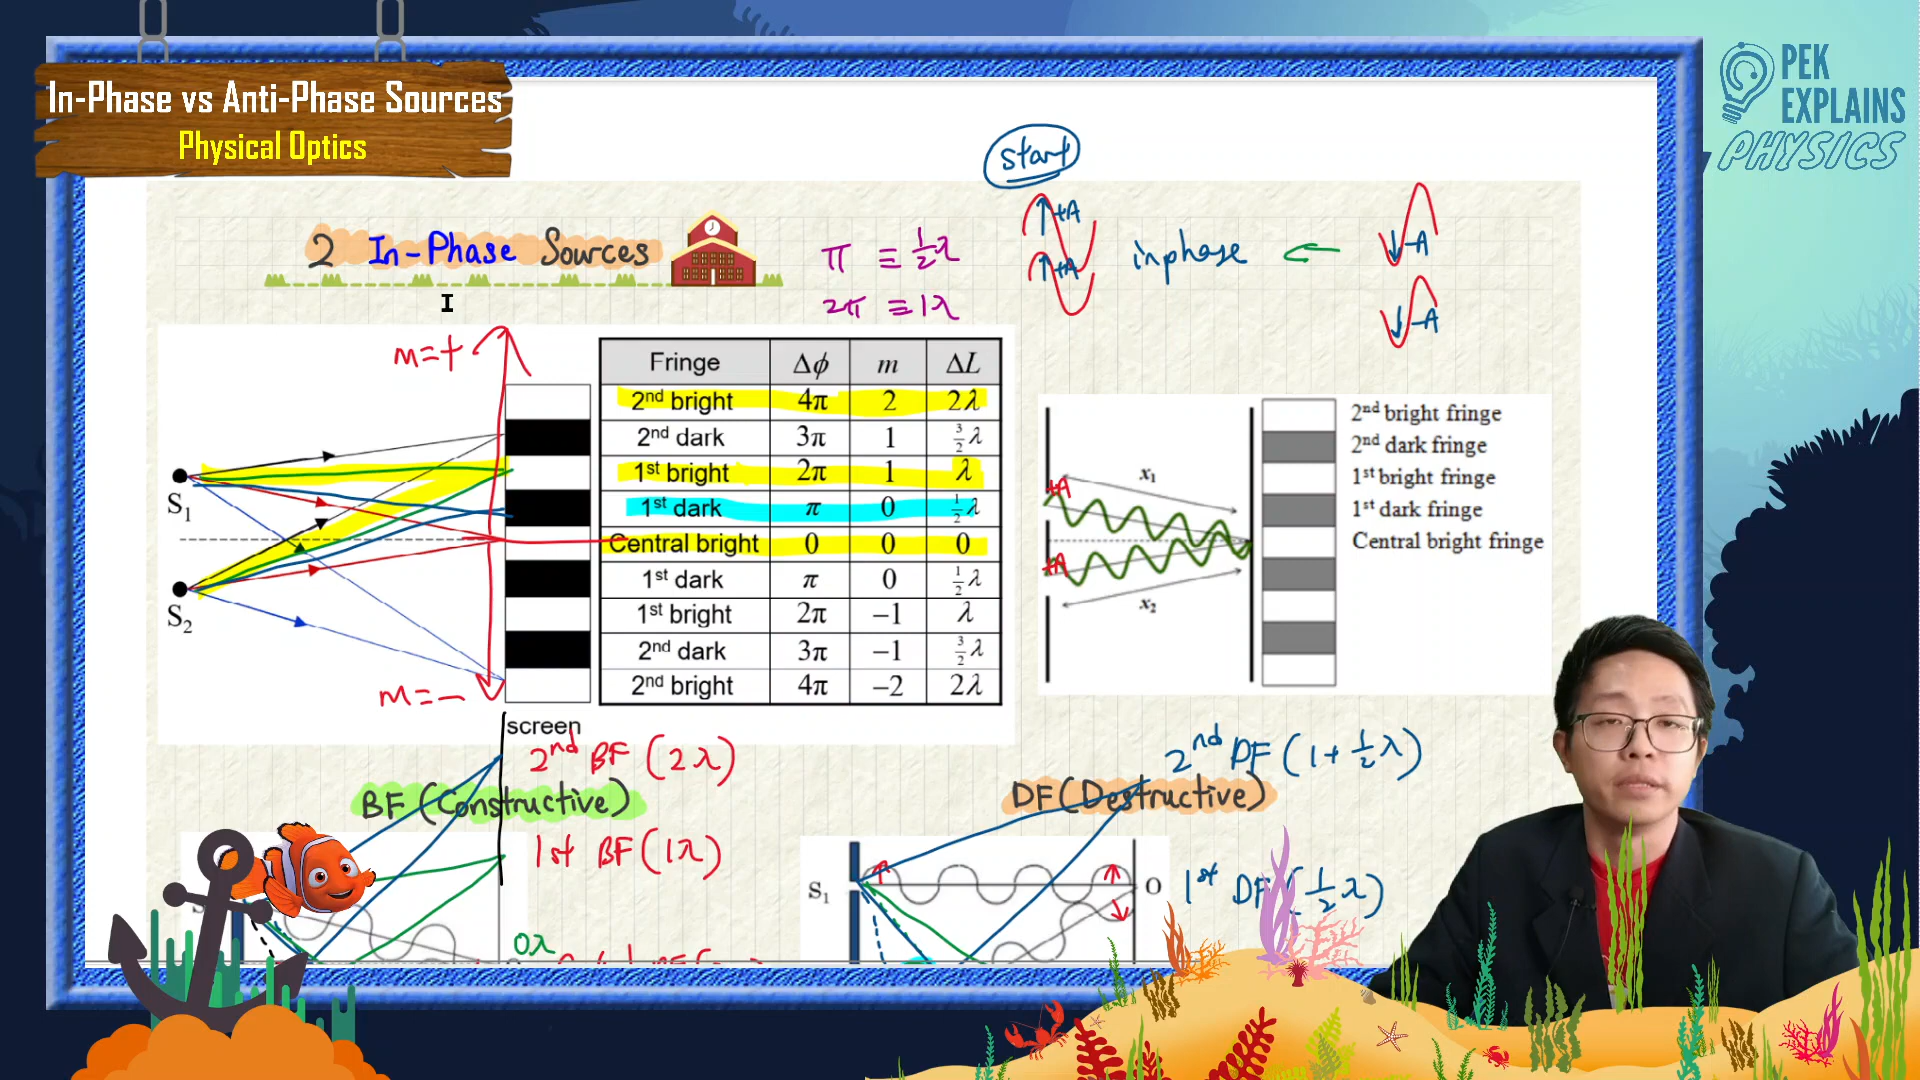 In-Phase vs Anti-Phase Sources
Physical Optics
PEK
EXPLAINS
PHYSICS
start
2 In-Phase Sources
π ≡ ½λ
2π ≡ 1λ
+A
+A
inphase
-A
-A
m=+
S₁
S₂
m=−
screen
Fringe Δϕ m ΔL
2nd bright 4π 2 2λ
2nd dark 3π 1 3/2 λ
1st bright 2π 1 λ
1st dark π 0 1/2 λ
Central bright 0 0 0
1st dark π 0 1/2 λ
1st bright 2π −1 λ
2nd dark 3π −1 3/2 λ
2nd bright 4π −2 2λ
+A
+A
x₁
x₂
2nd bright fringe
2nd dark fringe
1st bright fringe
1st dark fringe
Central bright fringe
2nd BF (2λ)
BF (Constructive)
1st BF (1λ)
0λ
2nd DF (1+½λ)
DF (Destructive)
S₁
O
1st DF (½λ)